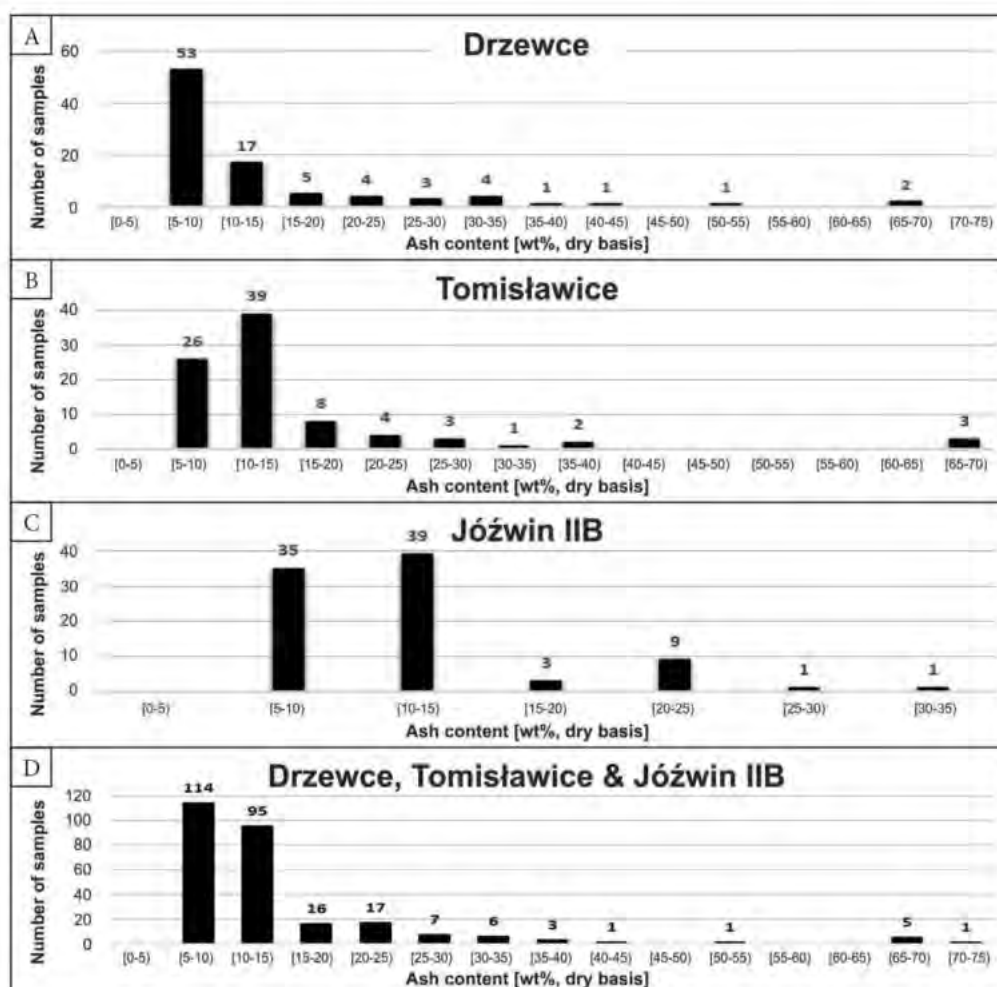 A
Drzewce
Number of samples
60
40
20
0
53
17
5
4
3
4
1
1
1
2
[0-5) [5-10) [10-15) [15-20) [20-25) [25-30) [30-35) [35-40) [40-45) [45-50) [50-55) [55-60) [60-65) [65-70) [70-75)
Ash content [wt%, dry basis]
B
Tomisławice
Number of samples
40
30
20
10
0
26
39
8
4
3
1
2
3
[0-5) [5-10) [10-15) [15-20) [20-25) [25-30) [30-35) [35-40) [40-45) [45-50) [50-55) [55-60) [60-65) [65-70)
Ash content [wt%, dry basis]
C
Jóźwin IIB
Number of samples
40
30
20
10
0
35
39
3
9
1
1
[0-5) [5-10) [10-15) [15-20) [20-25) [25-30) [30-35)
Ash content [wt%, dry basis]
D
Drzewce, Tomisławice & Jóźwin IIB
Number of samples
120
100
80
60
40
20
0
114
95
16
17
7
6
3
1
1
5
1
[0-5) [5-10) [10-15) [15-20) [20-25) [25-30) [30-35) [35-40) [40-45) [45-50) [50-55) [55-60) [60-65) [65-70) [70-75)
Ash content [wt%, dry basis]